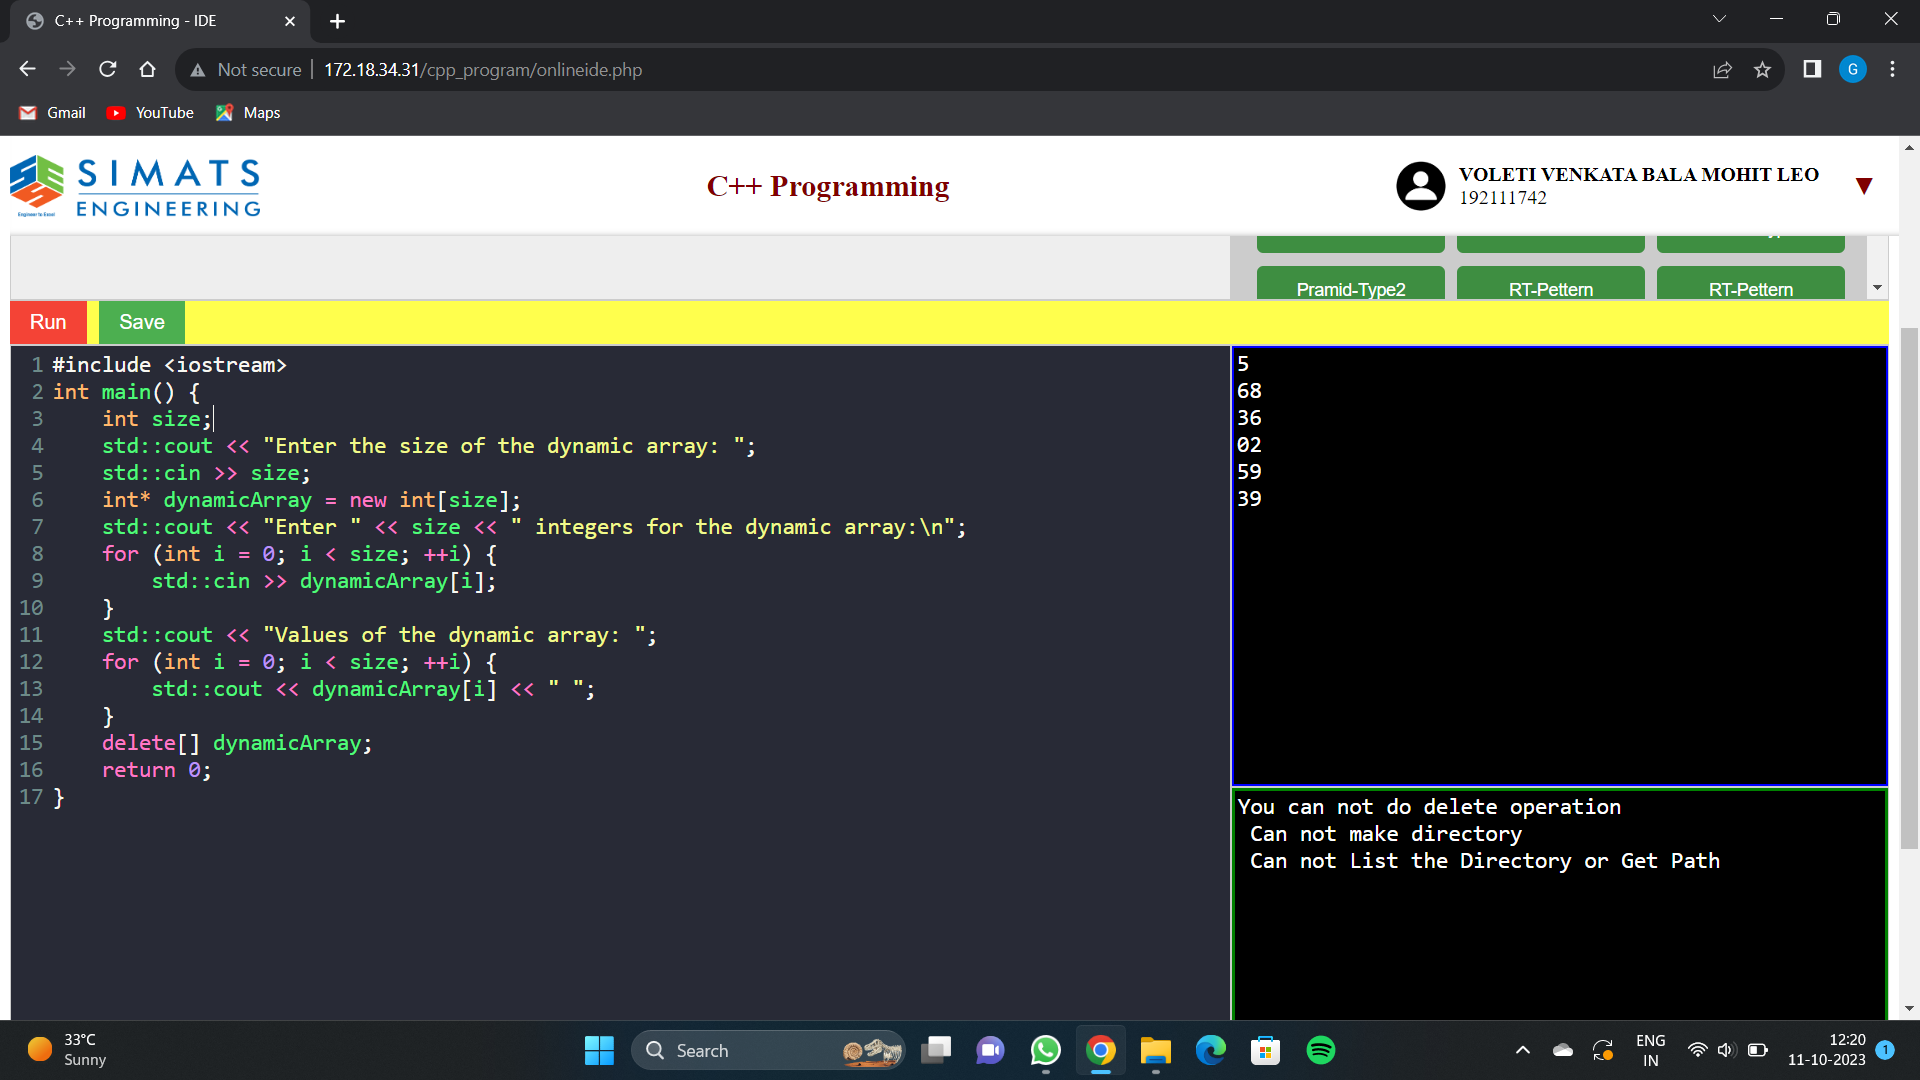 C++ Programming - IDE
Not secure
172.18.34.31/cpp_program/onlineide.php
G
Gmail
YouTube
Maps
SIMATS
ENGINEERING
Engineer to Excel
C++ Programming
VOLETI VENKATA BALA MOHIT LEO
192111742
Pramid-Type2
RT-Pettern
RT-Pettern
Run
Save
1 #include <iostream>
2 int main() {
3     int size;
4     std::cout << "Enter the size of the dynamic array: ";
5     std::cin >> size;
6     int* dynamicArray = new int[size];
7     std::cout << "Enter " << size << " integers for the dynamic array:\n";
8     for (int i = 0; i < size; ++i) {
9         std::cin >> dynamicArray[i];
10     }
11     std::cout << "Values of the dynamic array: ";
12     for (int i = 0; i < size; ++i) {
13         std::cout << dynamicArray[i] << " ";
14     }
15     delete[] dynamicArray;
16     return 0;
17 }
5
68
36
02
59
39
You can not do delete operation
Can not make directory
Can not List the Directory or Get Path
33°C
Sunny
Search
ENG
IN
12:20
11-10-2023
1